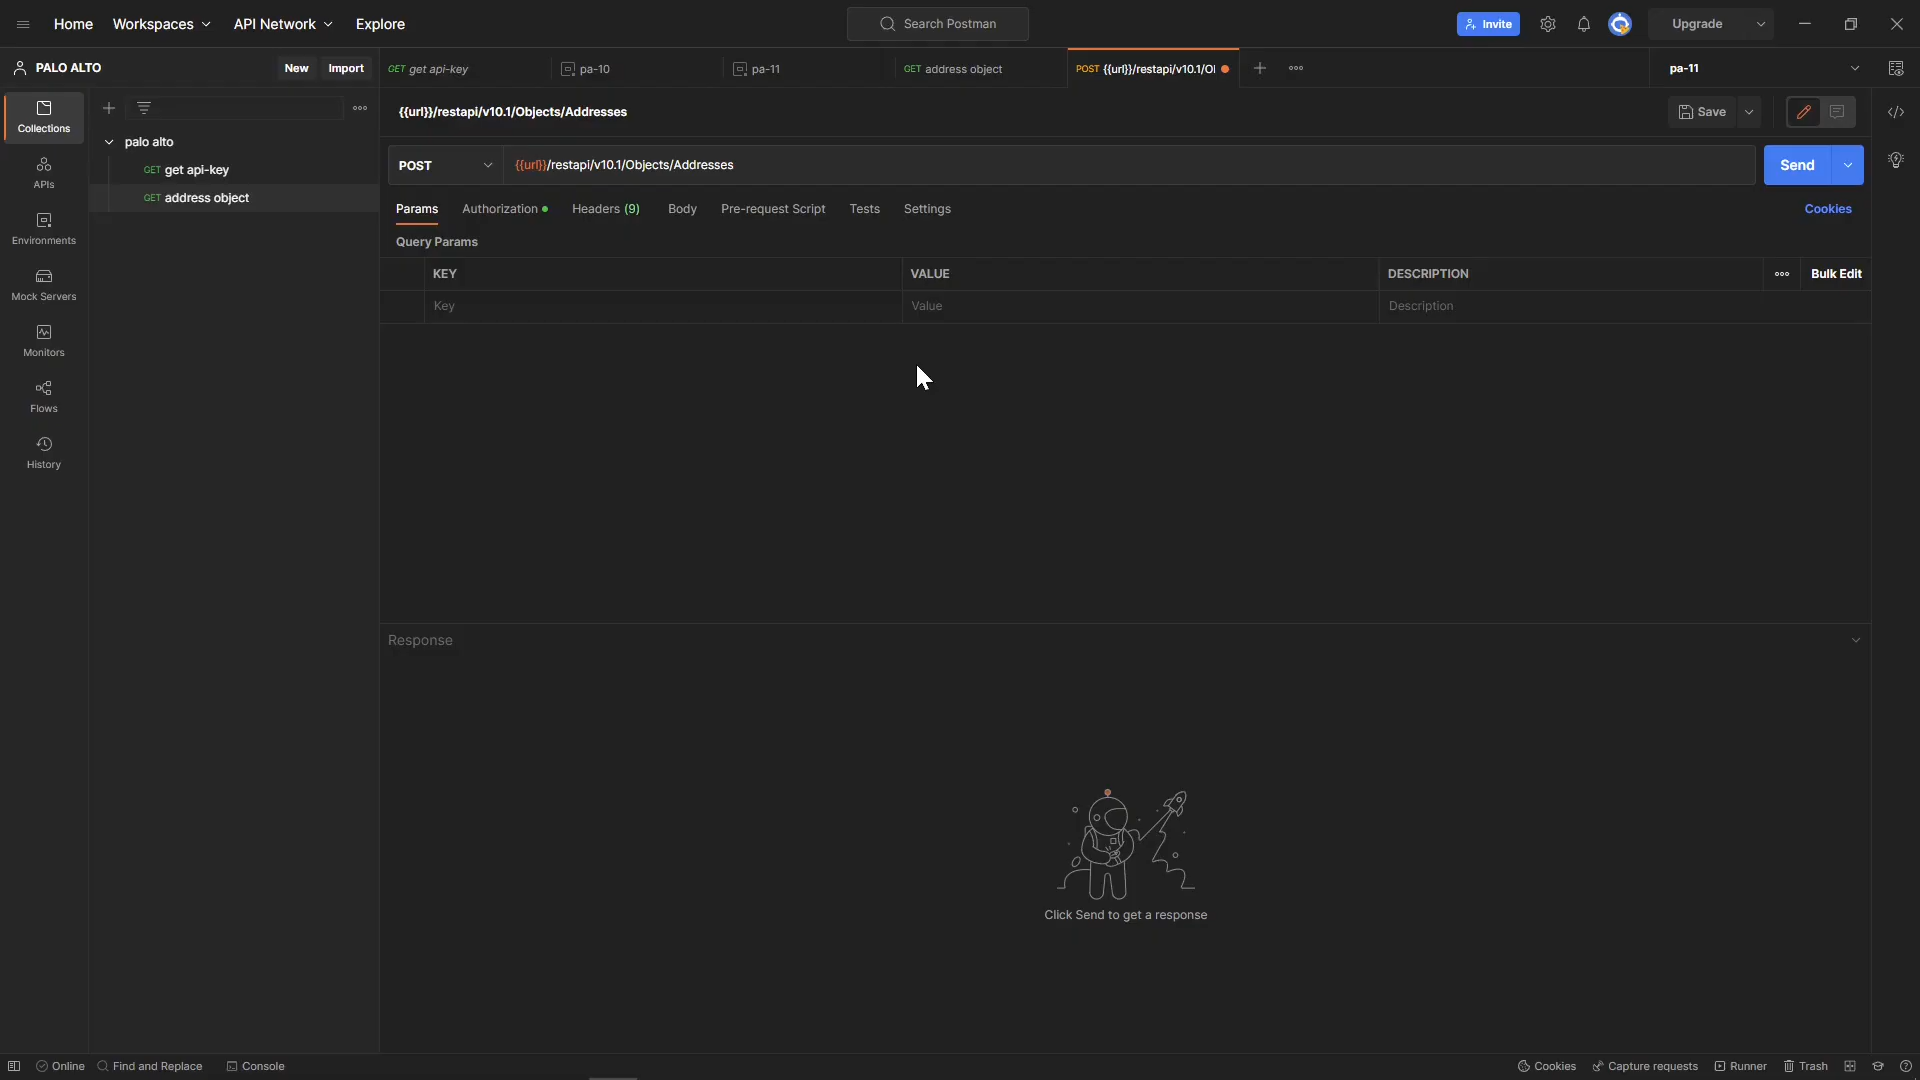 Home Workspaces API Network Explore Search Postman Invite Upgrade
PALO ALTO New Import GET get api-key pa-10 pa-11 GET address object POST {{url}}/restapi/v10.1/Ol pa-11
Collections
{{url}}/restapi/v10.1/Objects/Addresses Save
palo alto
GET get api-key
GET address object
APIs
Environments
Mock Servers
Monitors
Flows
History
POST {{url}}/restapi/v10.1/Objects/Addresses Send
Params Authorization Headers (9) Body Pre-request Script Tests Settings Cookies
Query Params
KEY VALUE DESCRIPTION Bulk Edit
Key Value Description
Response
Click Send to get a response
Online Find and Replace Console Cookies Capture requests Runner Trash